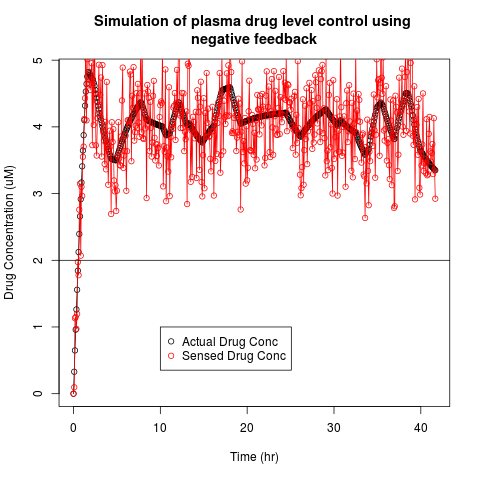 Simulation of plasma drug level control using
negative feedback
Drug Concentration (uM)
5
4
3
2
1
0
Actual Drug Conc
Sensed Drug Conc
0 10 20 30 40
Time (hr)